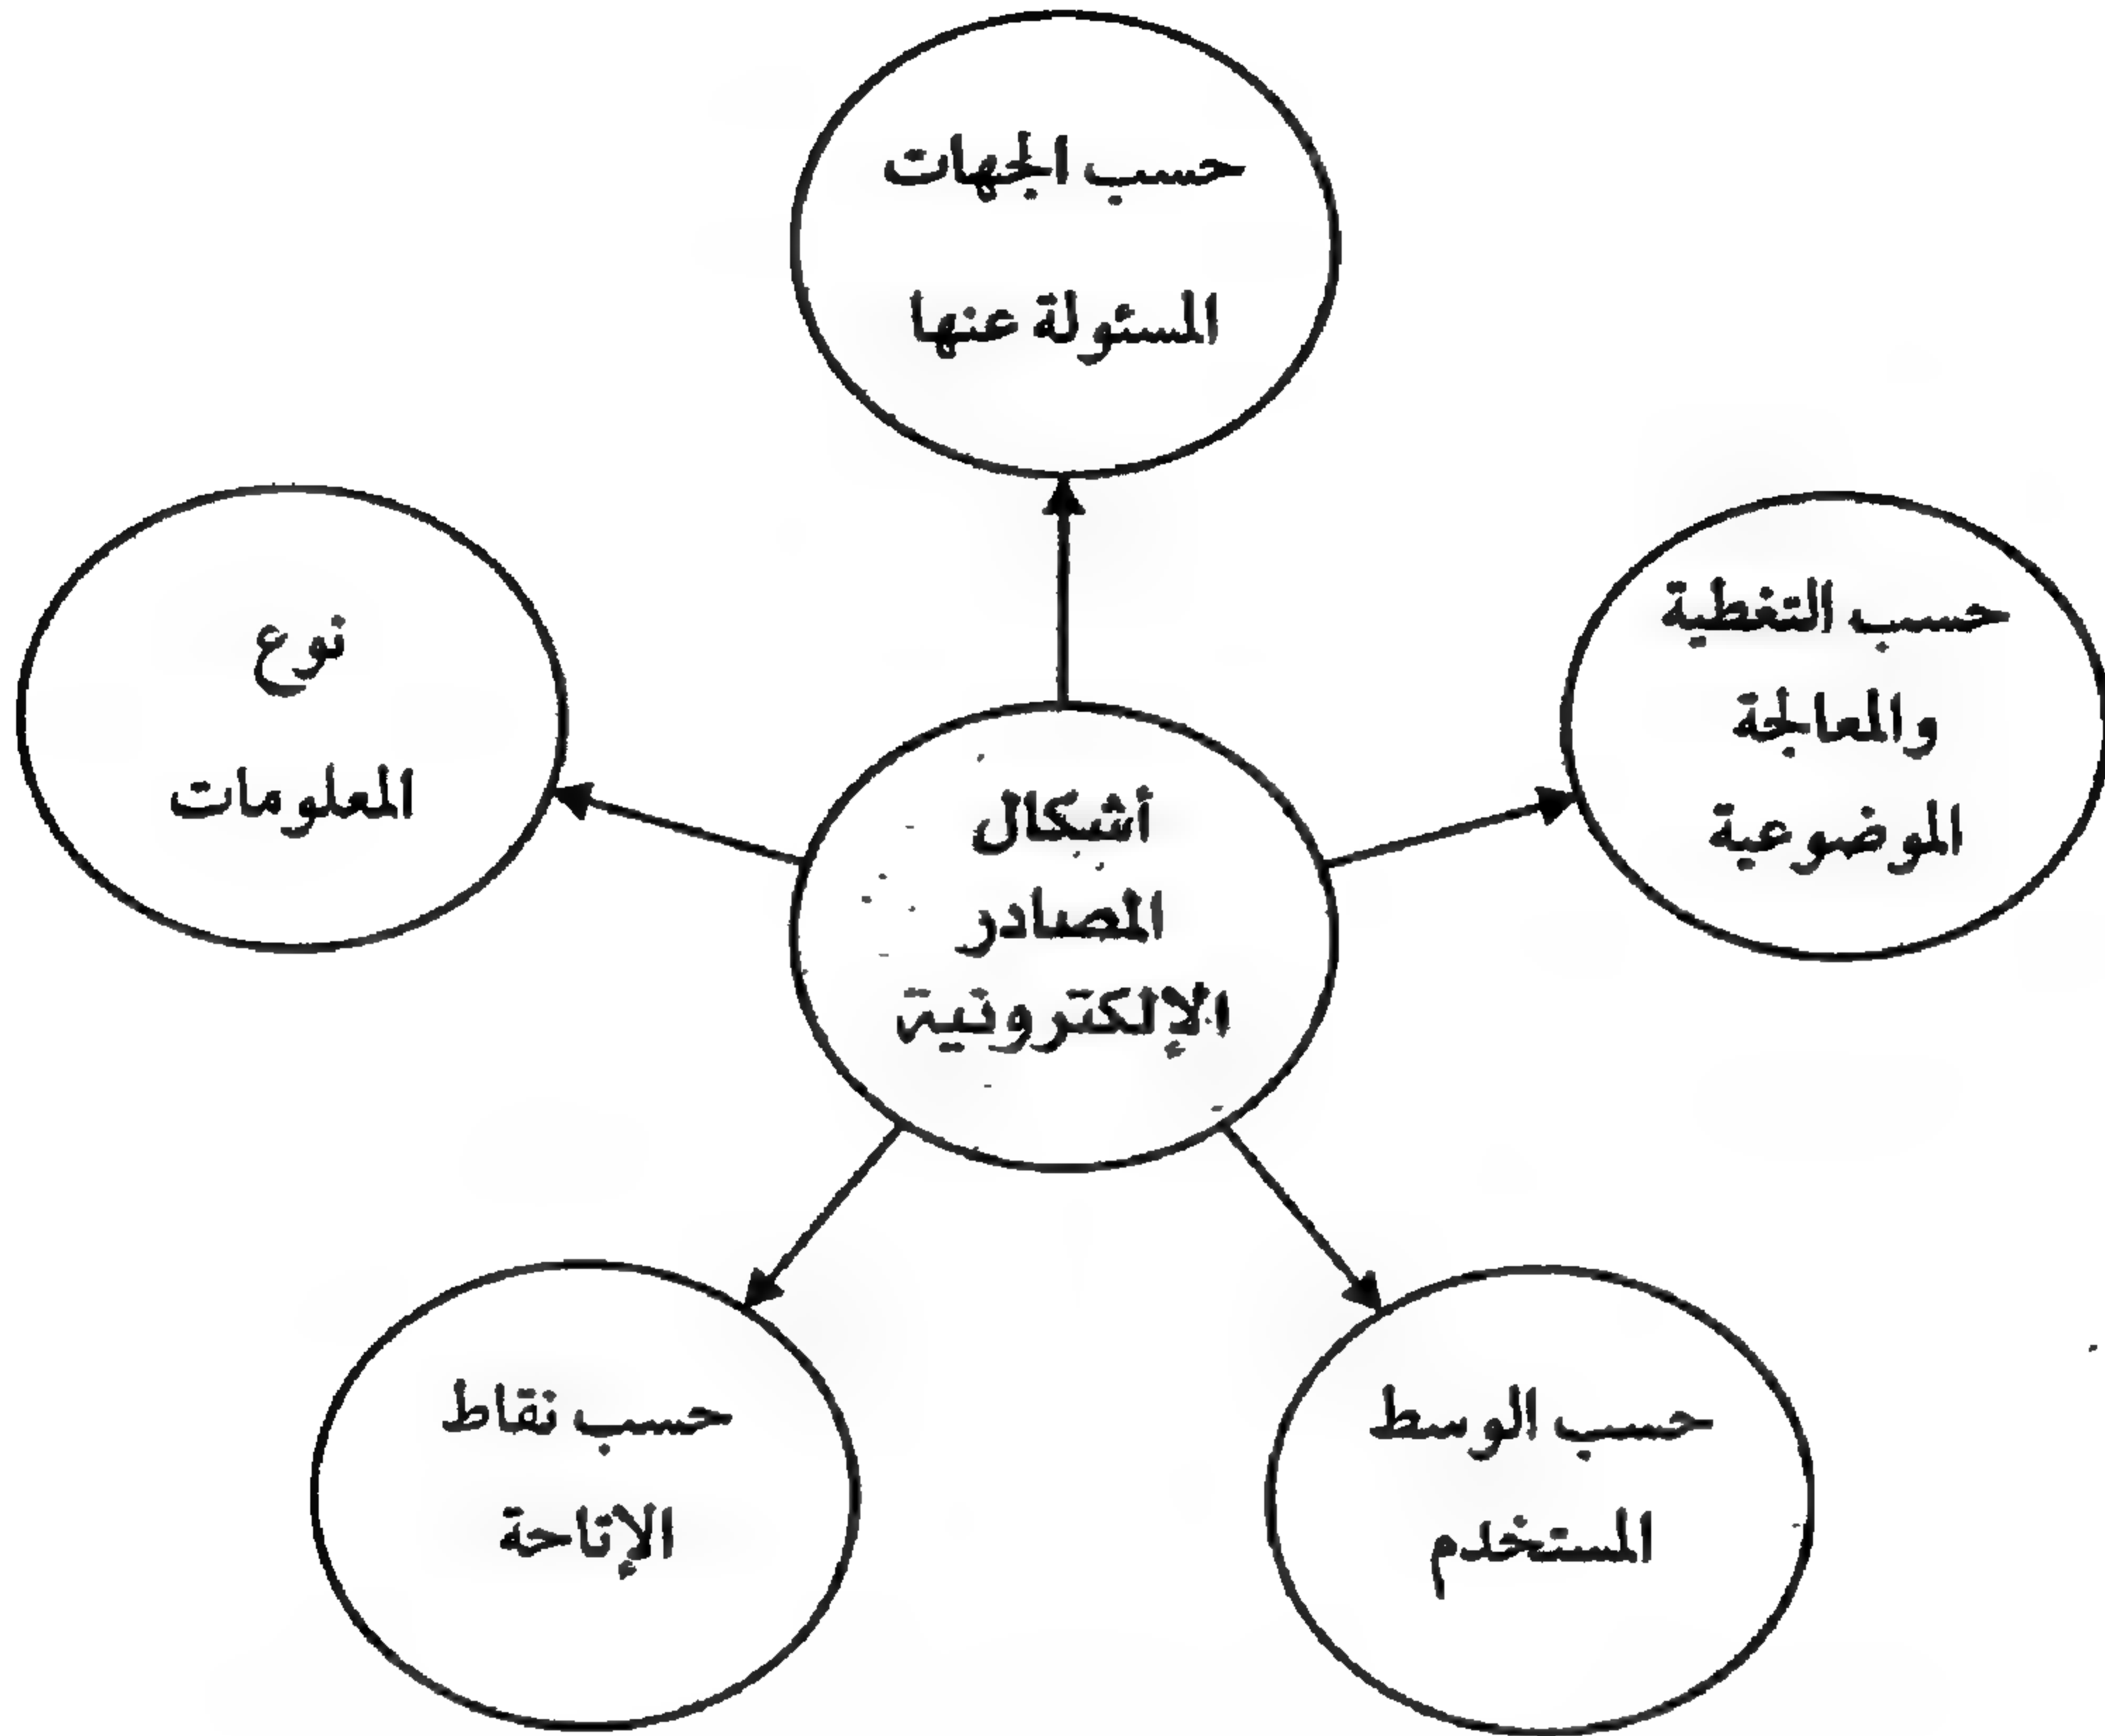 حسب الجهات
المسئولة عنها
حسب التغطية
والمعالجة
الموضوعية
نوع
المعلومات
أشكال
المصادر
الإلكترونية
حسب نقاط
الإتاحة
حسب الوسط
المستخدم